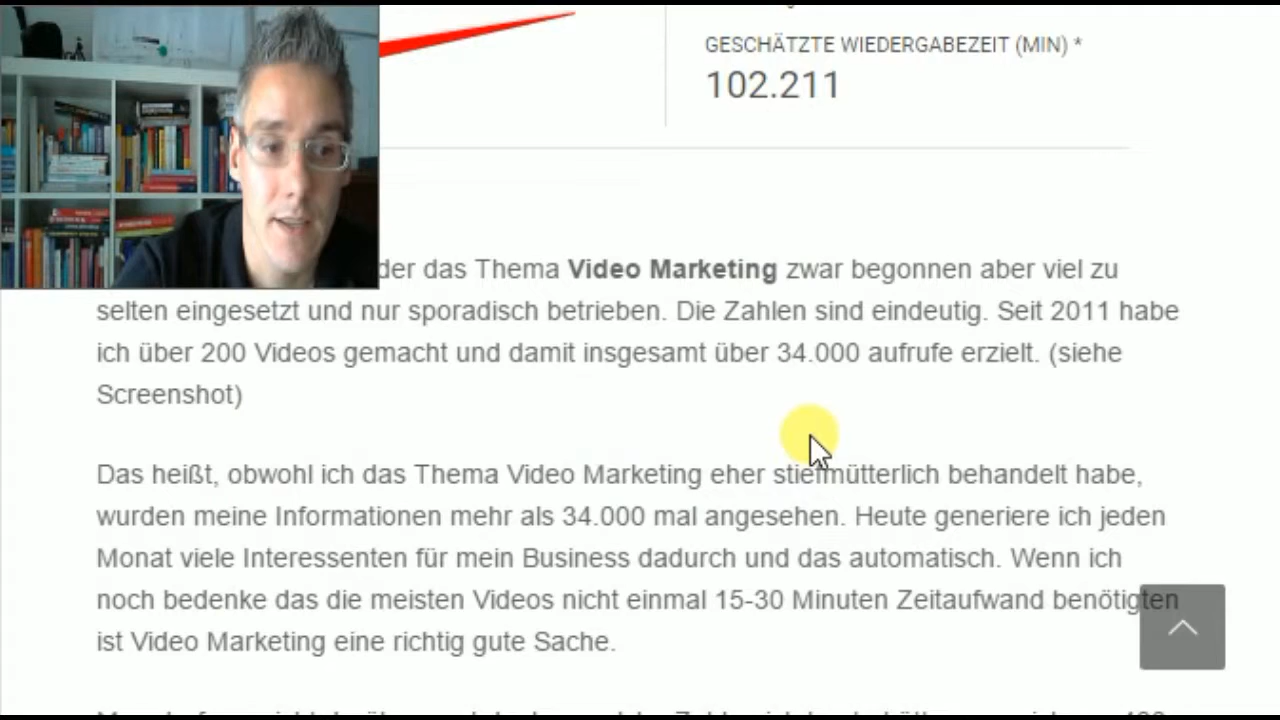 GESCHÄTZTE WIEDERGABEZEIT (MIN) *
102.211
der das Thema Video Marketing zwar begonnen aber viel zu
selten eingesetzt und nur sporadisch betrieben. Die Zahlen sind eindeutig. Seit 2011 habe
ich über 200 Videos gemacht und damit insgesamt über 34.000 aufrufe erzielt. (siehe
Screenshot)
Das heißt, obwohl ich das Thema Video Marketing eher stiefmütterlich behandelt habe,
wurden meine Informationen mehr als 34.000 mal angesehen. Heute generiere ich jeden
Monat viele Interessenten für mein Business dadurch und das automatisch. Wenn ich
noch bedenke das die meisten Videos nicht einmal 15-30 Minuten Zeitaufwand benötigten
ist Video Marketing eine richtig gute Sache.